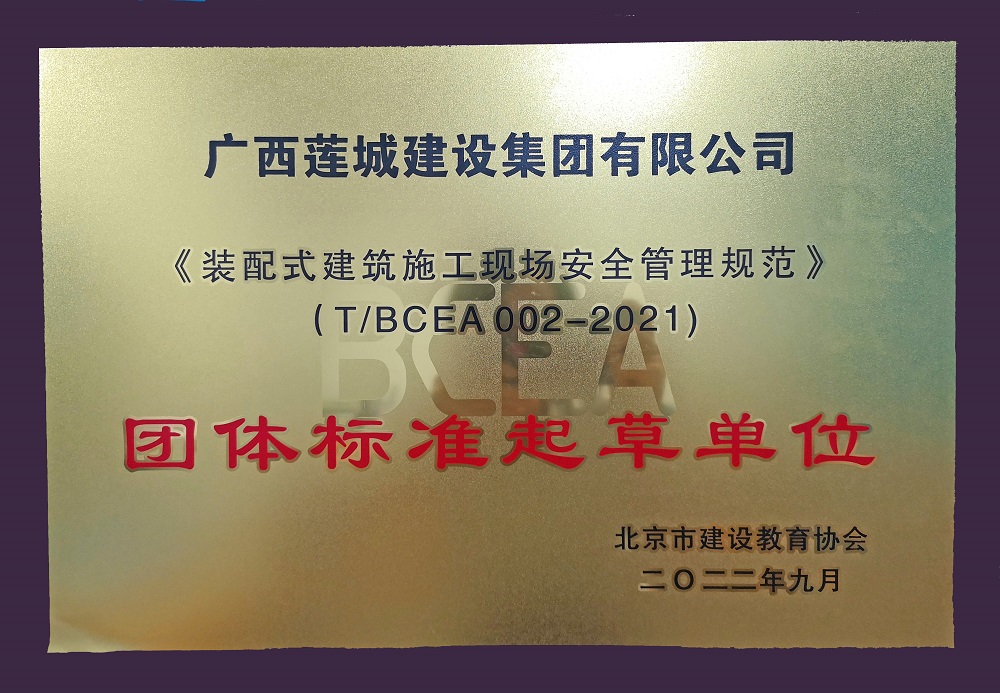 广西莲城建设集团有限公司
《装配式建筑施工现场安全管理规范》
(T/BCEA 002-2021)
BCEA
团体标准起草单位
北京市建设教育协会
二〇二二年九月